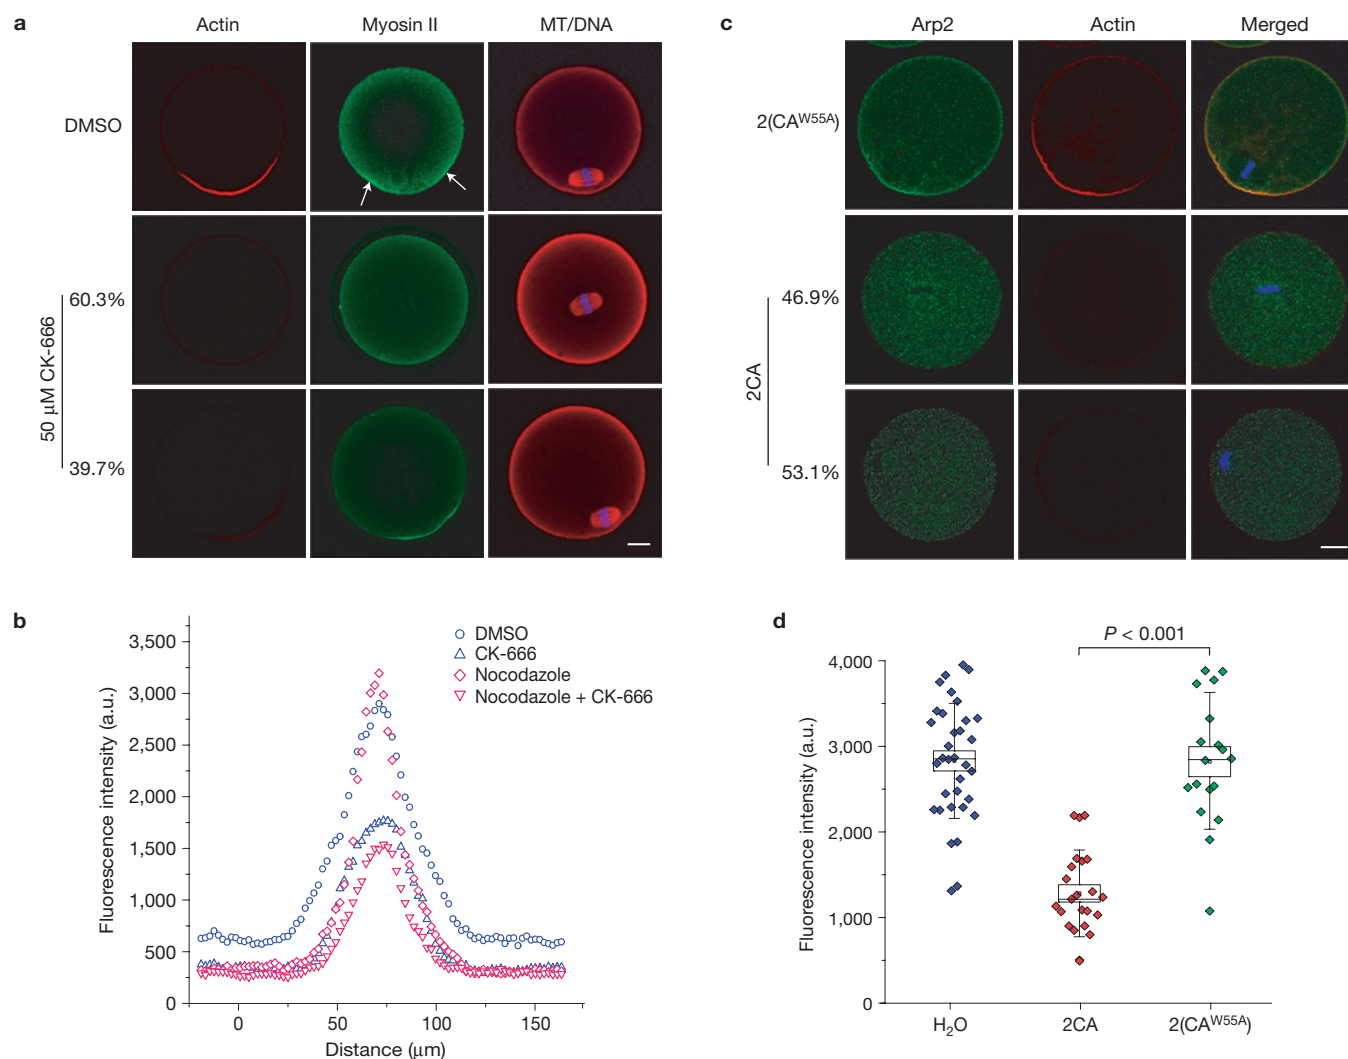 a
Actin
Myosin II
MT/DNA
DMSO
50 μM CK-666
60.3%
39.7%
c
Arp2
Actin
Merged
2(CA^W55A)
2CA
46.9%
53.1%
b
Fluorescence intensity (a.u.)
3,500
3,000
2,500
2,000
1,500
1,000
500
0
DMSO
CK-666
Nocodazole
Nocodazole + CK-666
0
50
100
150
Distance (μm)
d
P < 0.001
Fluorescence intensity (a.u.)
4,000
3,000
2,000
1,000
0
H₂O
2CA
2(CA^W55A)